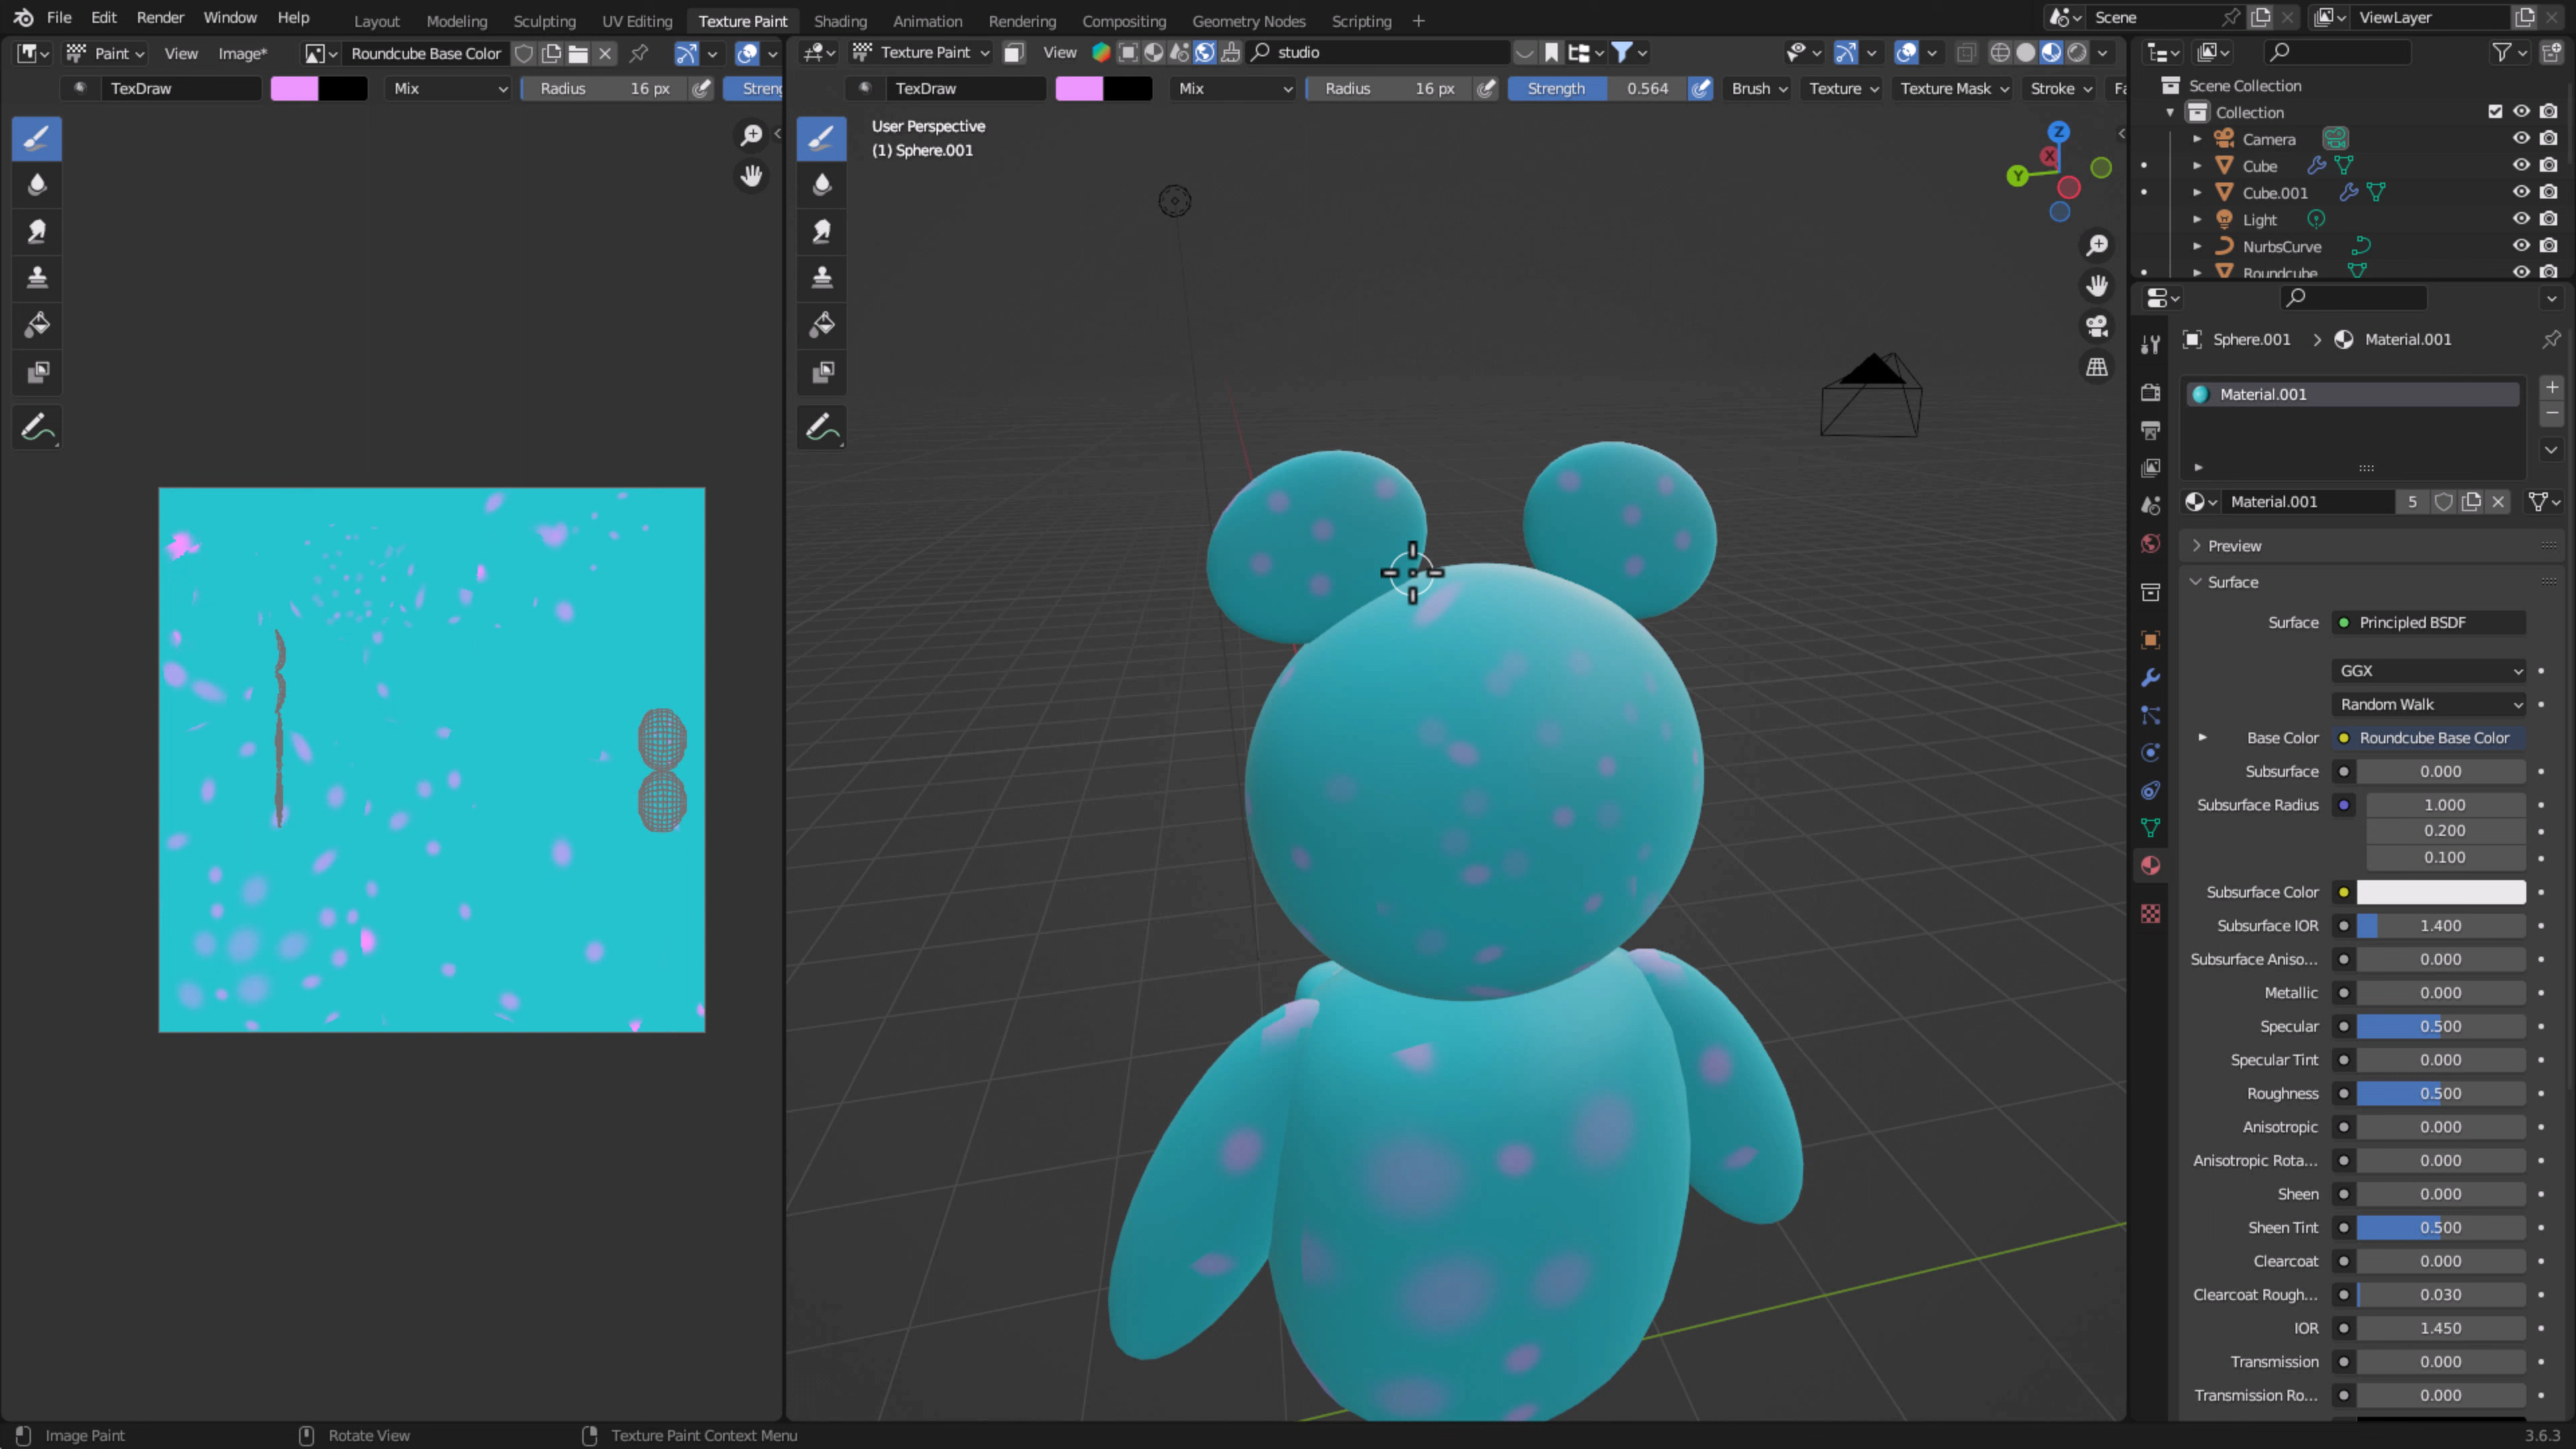 File Edit Render Window Help
Layout Modeling Sculpting UV Editing Texture Paint Shading Animation Rendering Compositing Geometry Nodes Scripting +
Scene
ViewLayer
Paint View Image* Roundcube Base Color
Texture Paint View studio
TexDraw Mix Radius 16 px Streng
TexDraw Mix Radius 16 px Strength 0.564 Brush Texture Texture Mask Stroke Fa
User Perspective
(1) Sphere.001
Z
X
Y
Scene Collection
Collection
Camera
Cube
Cube.001
Light
NurbsCurve
Roundcube
Sphere.001 > Material.001
Material.001
Material.001 5
Preview
Surface
Surface Principled BSDF
GGX
Random Walk
Base Color Roundcube Base Color
Subsurface 0.000
Subsurface Radius 1.000
0.200
0.100
Subsurface Color
Subsurface IOR 1.400
Subsurface Aniso... 0.000
Metallic 0.000
Specular 0.500
Specular Tint 0.000
Roughness 0.500
Anisotropic 0.000
Anisotropic Rota... 0.000
Sheen 0.000
Sheen Tint 0.500
Clearcoat 0.000
Clearcoat Rough... 0.030
IOR 1.450
Transmission 0.000
Transmission Ro... 0.000
Image Paint Rotate View Texture Paint Context Menu 3.6.3